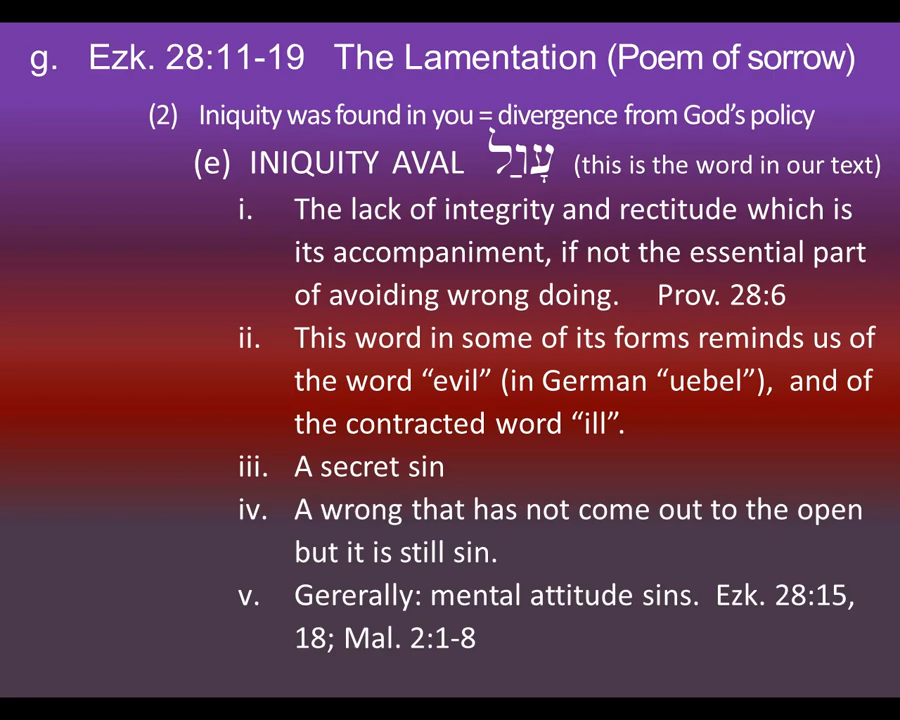 g. Ezk. 28:11-19 The Lamentation (Poem of sorrow)
(2) Iniquity was found in you = divergence from God's policy
(e) INIQUITY AVAL עָוַל (this is the word in our text)
i. The lack of integrity and rectitude which is
its accompaniment, if not the essential part
of avoiding wrong doing. Prov. 28:6
ii. This word in some of its forms reminds us of
the word “evil” (in German “uebel”), and of
the contracted word “ill”.
iii. A secret sin
iv. A wrong that has not come out to the open
but it is still sin.
v. Gererally: mental attitude sins. Ezk. 28:15,
18; Mal. 2:1-8